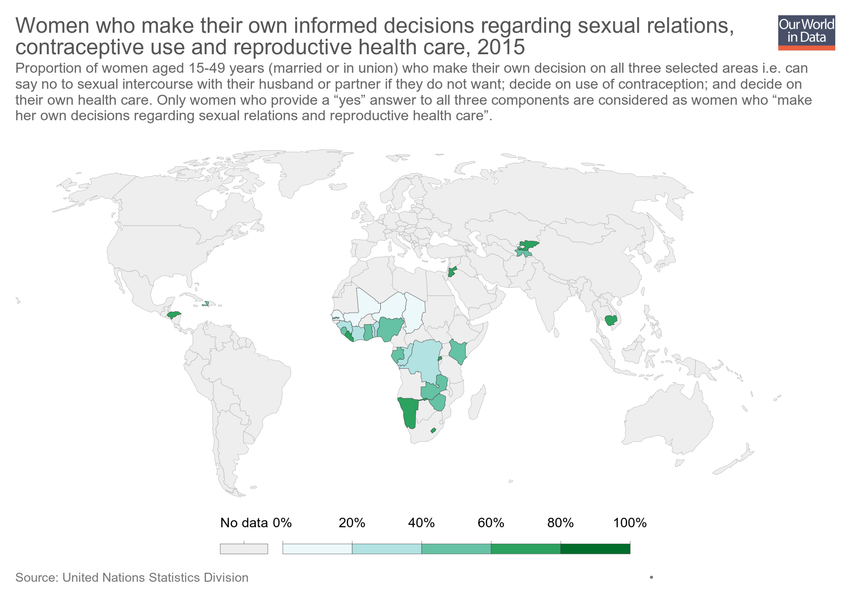 Women who make their own informed decisions regarding sexual relations,
contraceptive use and reproductive health care, 2015
Our World
in Data
Proportion of women aged 15-49 years (married or in union) who make their own decision on all three selected areas i.e. can
say no to sexual intercourse with their husband or partner if they do not want; decide on use of contraception; and decide on
their own health care. Only women who provide a “yes” answer to all three components are considered as women who “make
her own decisions regarding sexual relations and reproductive health care”.
No data 0% 20% 40% 60% 80% 100%
Source: United Nations Statistics Division